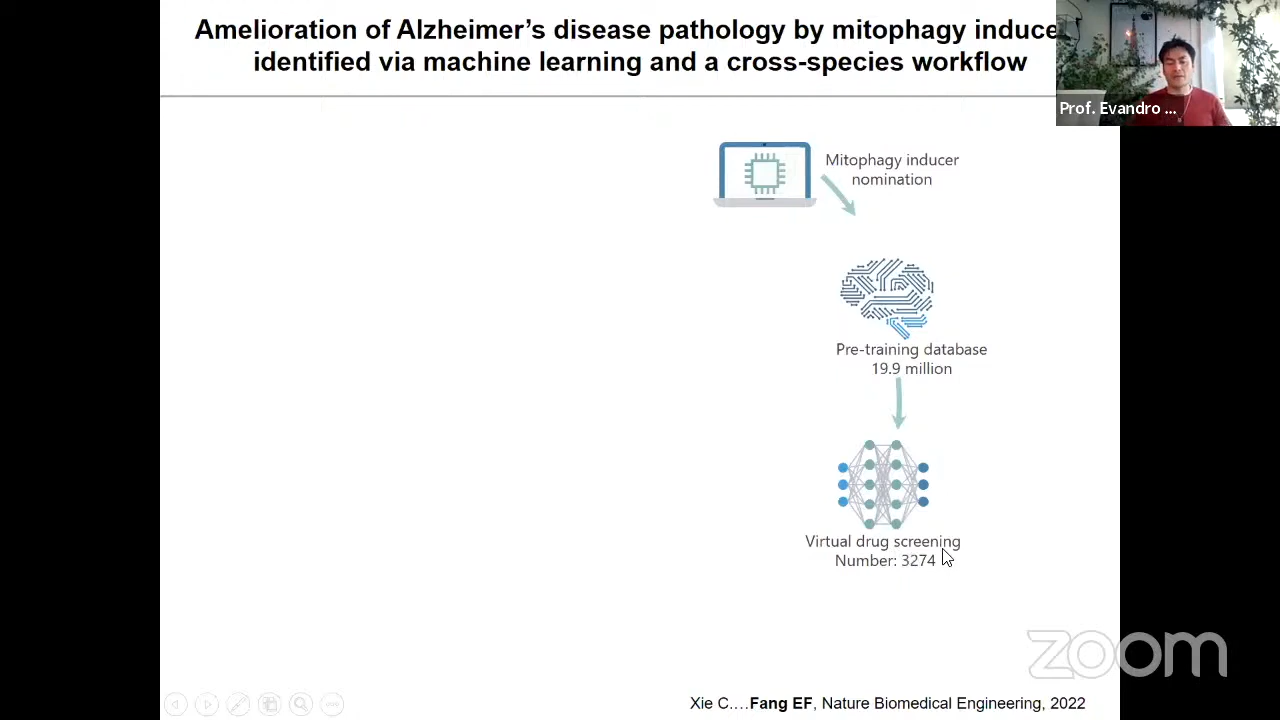 Amelioration of Alzheimer's disease pathology by mitophagy induce
identified via machine learning and a cross-species workflow
Prof. Evandro ...
Mitophagy inducer
nomination
Pre-training database
19.9 million
Virtual drug screening
Number: 3274
zoom
Xie C....Fang EF, Nature Biomedical Engineering, 2022